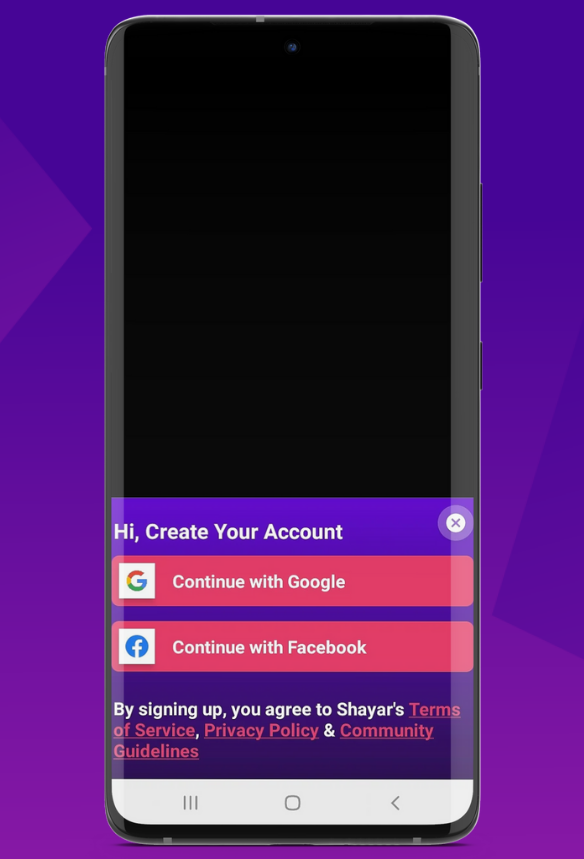 Hi, Create Your Account
Continue with Google
Continue with Facebook
By signing up, you agree to Shayar's Terms
of Service, Privacy Policy & Community
Guidelines